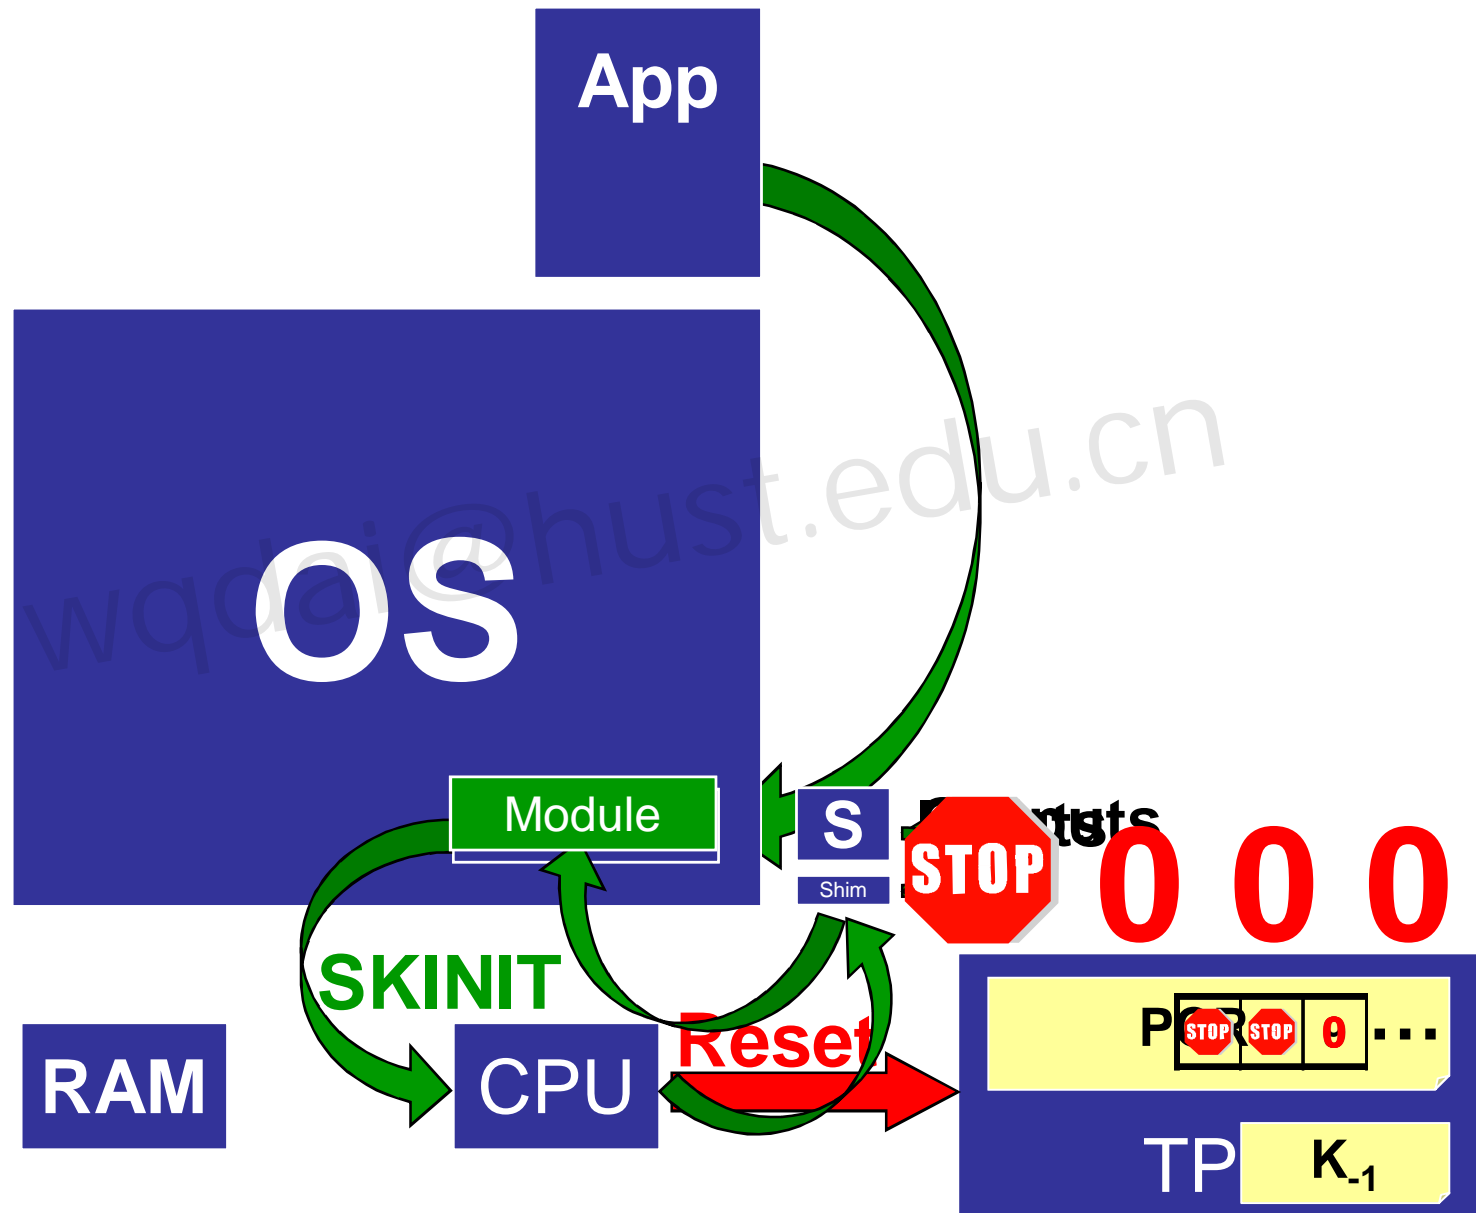 App
wqdai@hust.edu.cn
OS
Module
S
STOP
0 0 0
Shim
SKINIT
Reset
STOP STOP 0 ...
RAM
CPU
TP
K-1